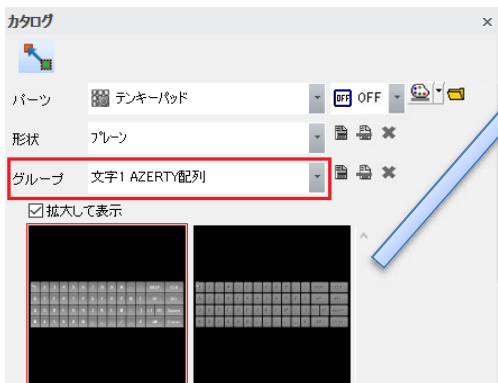 カタログ
パーツ テンキーパッド OFF OFF
形状 プレーン
グループ 文字1 AZERTY配列
拡大して表示